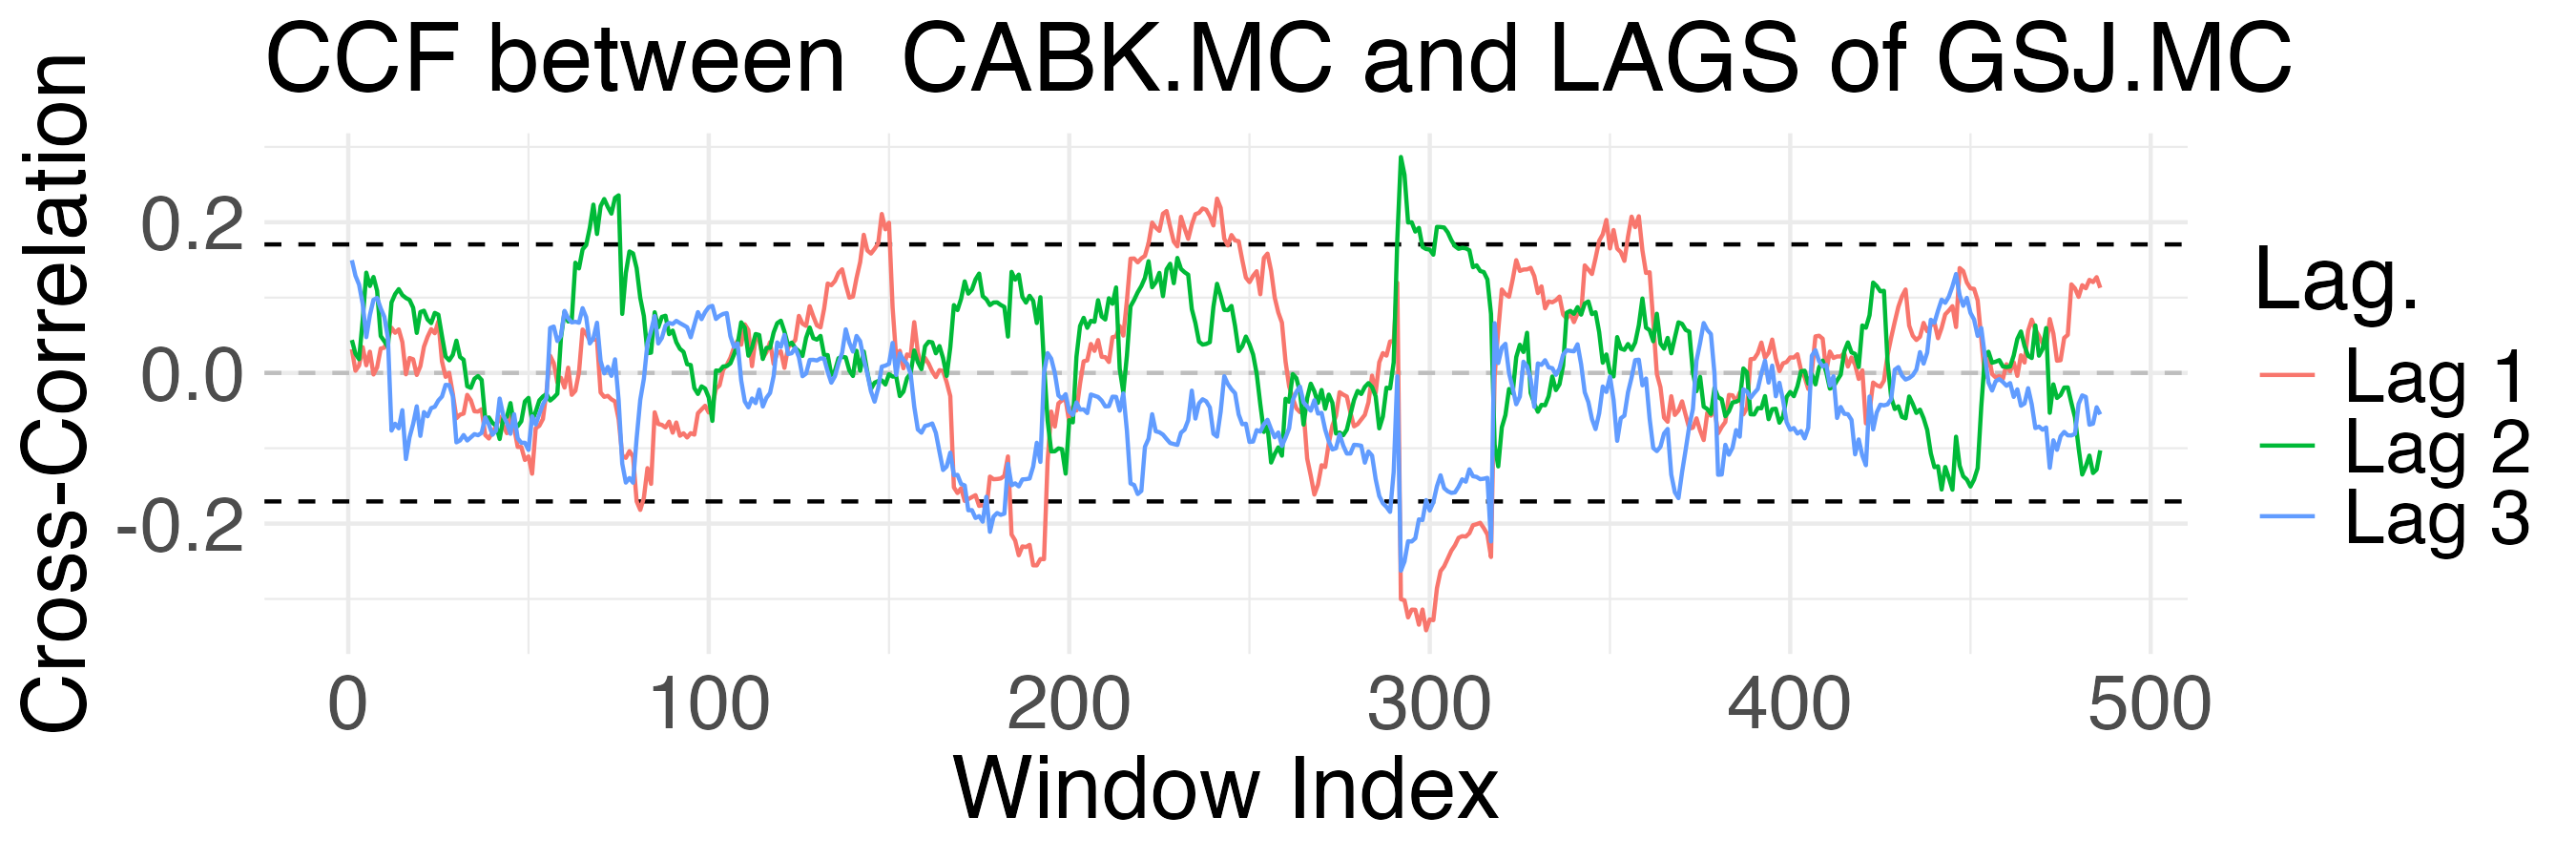 CCF between  CABK.MC and LAGS of GSJ.MC
Cross-Correlation
0.2
0.0
-0.2
0 100 200 300 400 500
Window Index
Lag.
Lag 1
Lag 2
Lag 3